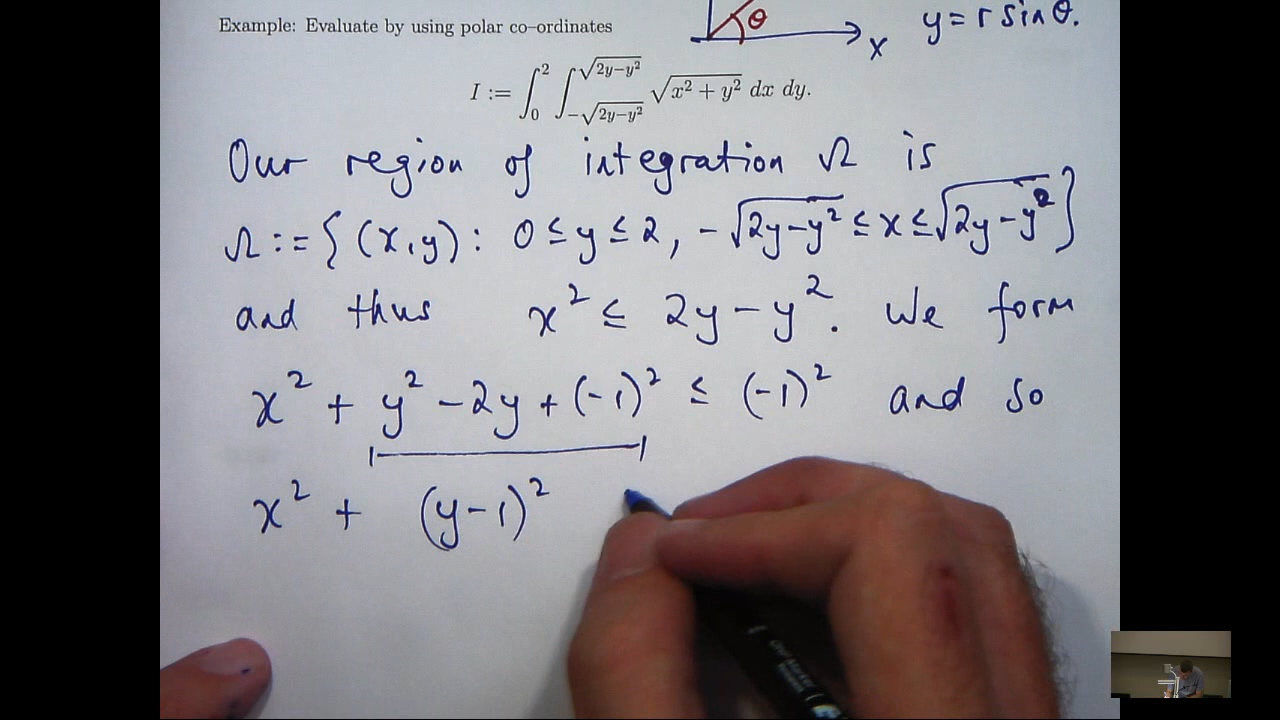 Example: Evaluate by using polar co–ordinates
θ
x
y = r sin θ.
I := ∫₀² ∫_{-√(2y−y²)}^{√(2y−y²)} √(x² + y²) dx dy.
Our region of integration Ω is
Ω := {(x,y) : 0 ≤ y ≤ 2, -√(2y-y²) ≤ x ≤ √(2y-y²)}
and thus x² ≤ 2y - y². We form
x² + y² - 2y + (-1)² ≤ (-1)² and so
x² + (y-1)²